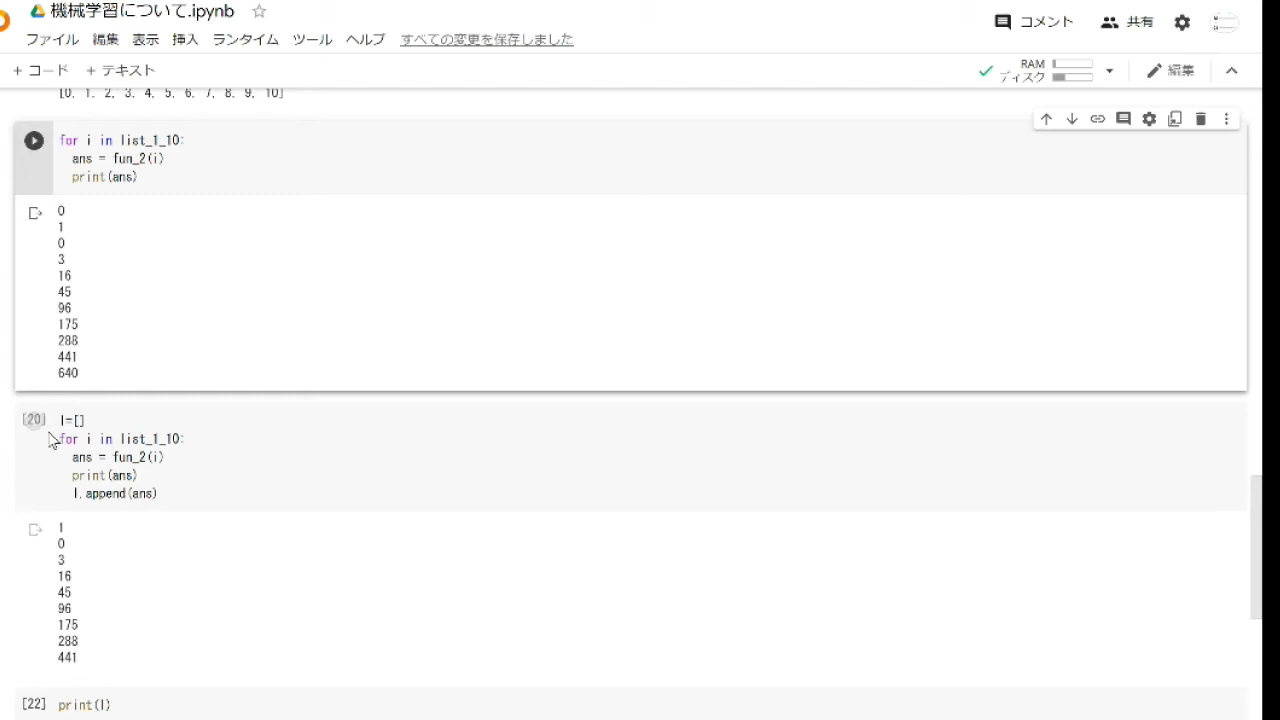 機械学習について.ipynb
コメント
共有
ファイル 編集 表示 挿入 ランタイム ツール ヘルプ すべての変更を保存しました
+ コード + テキスト
RAM
ディスク
編集
[0, 1, 2, 3, 4, 5, 6, 7, 8, 9, 10]
for i in list_1_10:
ans = fun_2(i)
print(ans)
0
1
0
3
16
45
96
175
288
441
640
[20] l=[]
for i in list_1_10:
ans = fun_2(i)
print(ans)
l.append(ans)
1
0
3
16
45
96
175
288
441
[22] print(l)